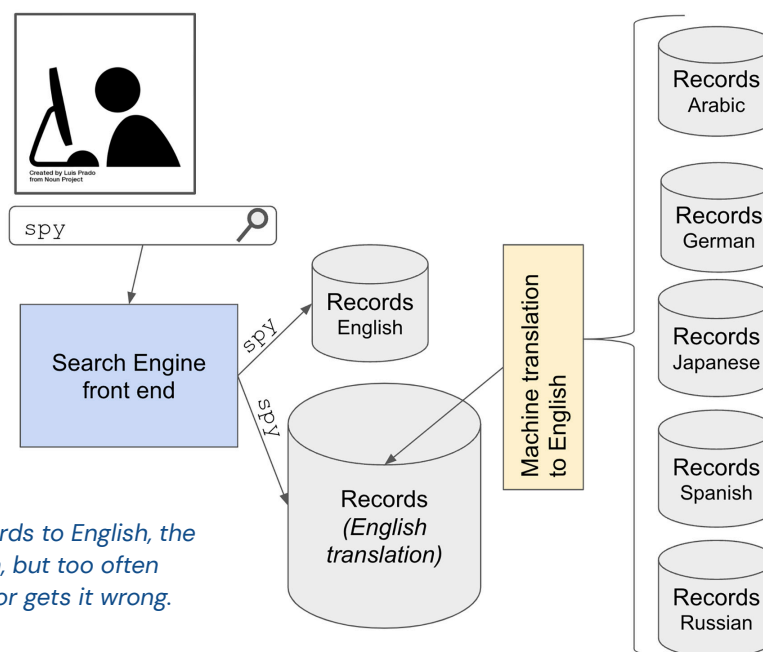 Created by Luis Prado
from Noun Project
spy
Search Engine
front end
spy
spy
Records
English
Records
(English
translation)
Machine translation
to English
Records
Arabic
Records
German
Records
Japanese
Records
Spanish
Records
Russian
rds to English, the
, but too often
or gets it wrong.